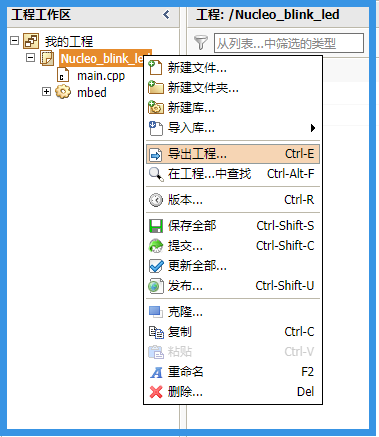 工程工作区
工程: /Nucleo_blink_led
我的工程
从列表...中筛选的类型
Nucleo_blink_le
main.cpp
mbed
新建文件...
新建文件夹...
新建库...
导入库...
导出工程... Ctrl-E
在工程...中查找 Ctrl-Alt-F
版本... Ctrl-R
保存全部 Ctrl-Shift-S
提交... Ctrl-Shift-C
更新全部...
发布... Ctrl-Shift-U
克隆...
复制 Ctrl-C
粘贴 Ctrl-V
重命名 F2
删除... Del